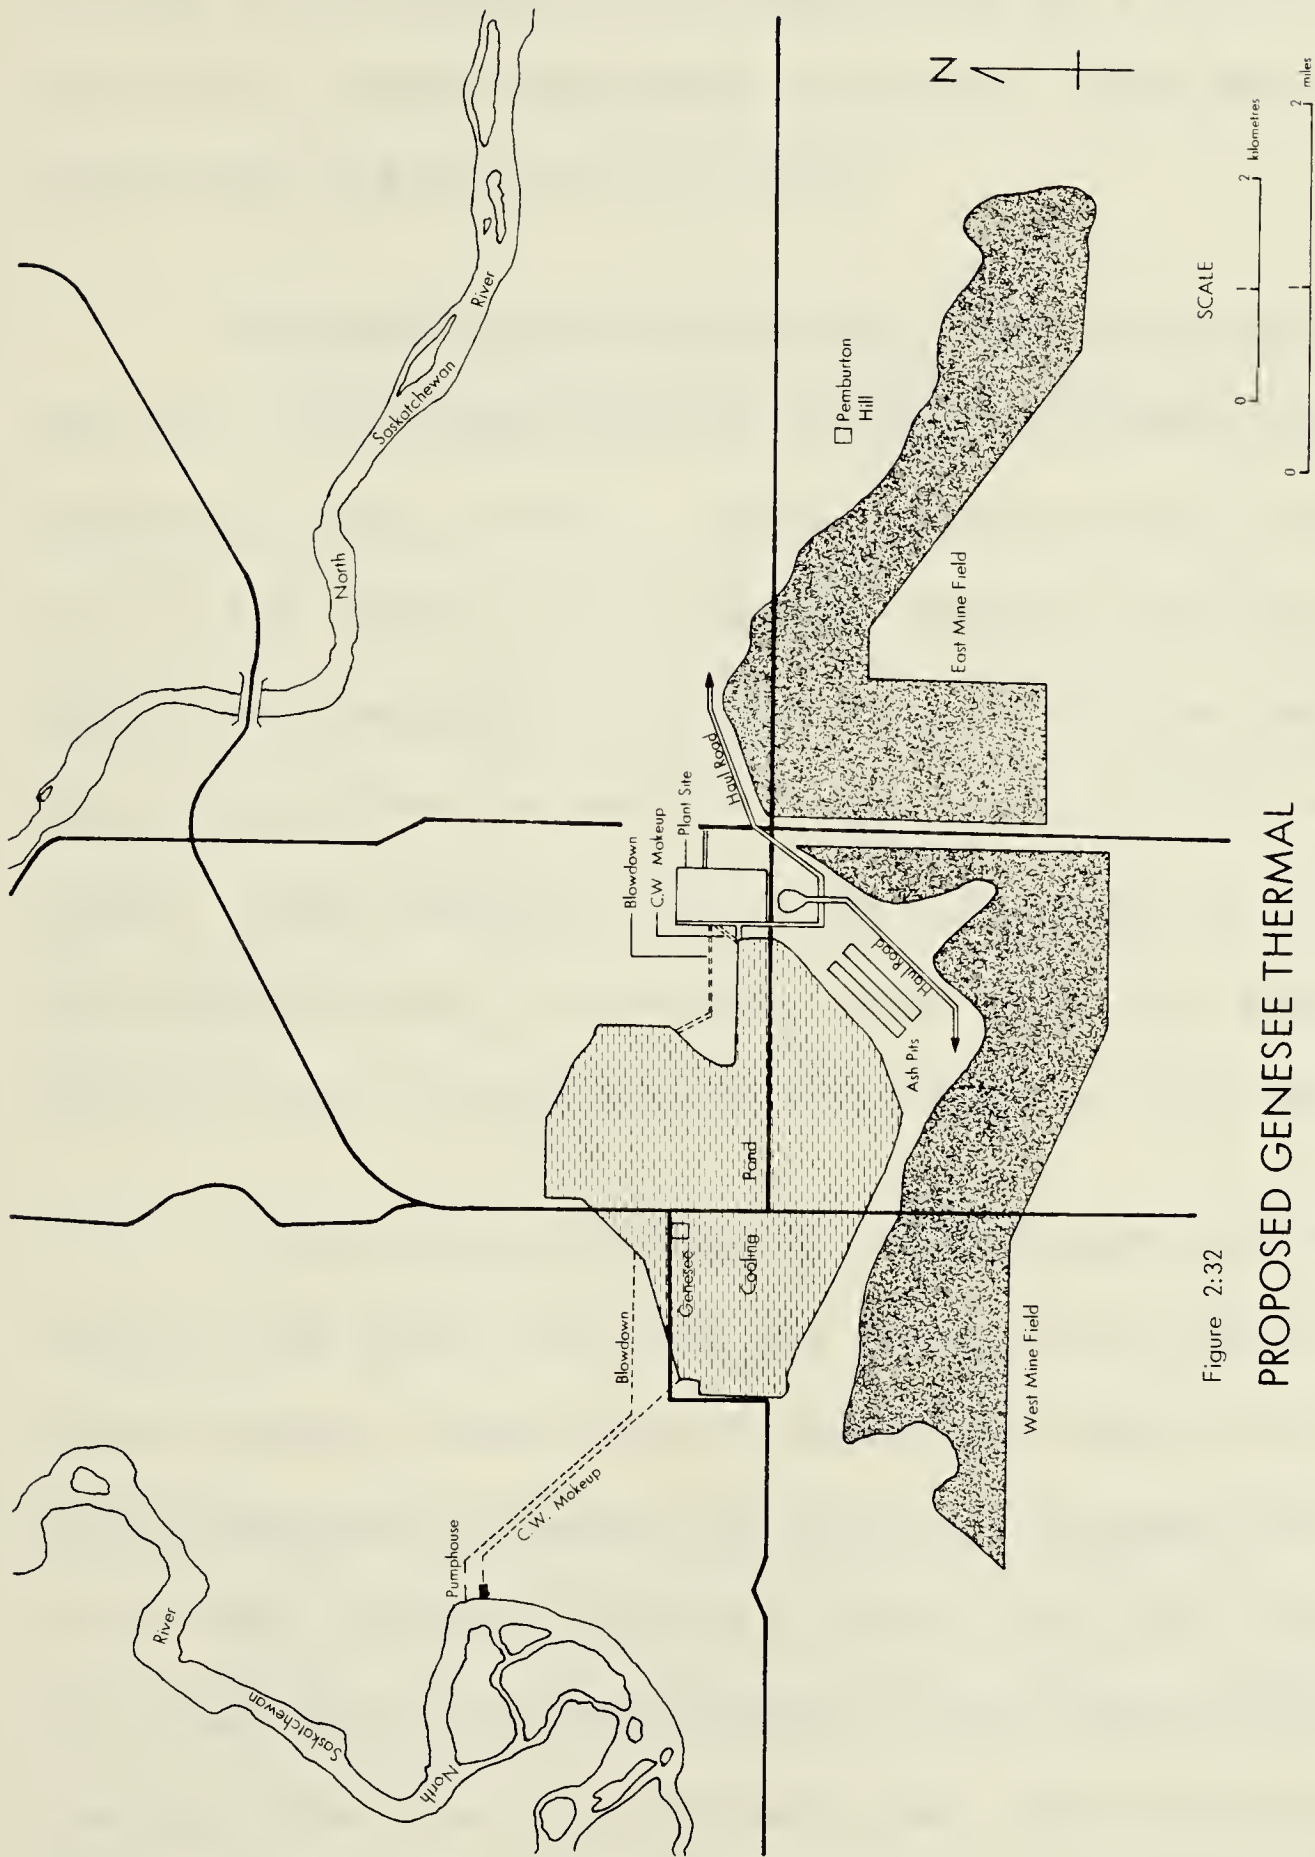 North
Saskatchewan
River
Pumphouse
C.W. Makeup
Blowdown
Genesee
Cooling
Pond
Blowdown
C.W. Makeup
Plant Site
Haul Road
Haul Road
Ash Pits
North
Saskatchewan
River
Pemburton
Hill
West Mine Field
East Mine Field
N
SCALE
0 1 2 kilometres
0 1 2 miles
Figure 2:32
PROPOSED GENESEE THERMAL